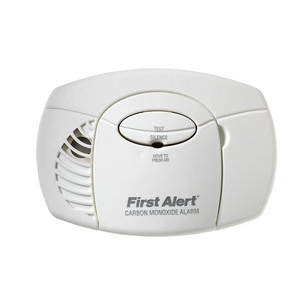 TEST
SILENCE
MOVE TO
FRESH AIR
First Alert®
CARBON MONOXIDE ALARM